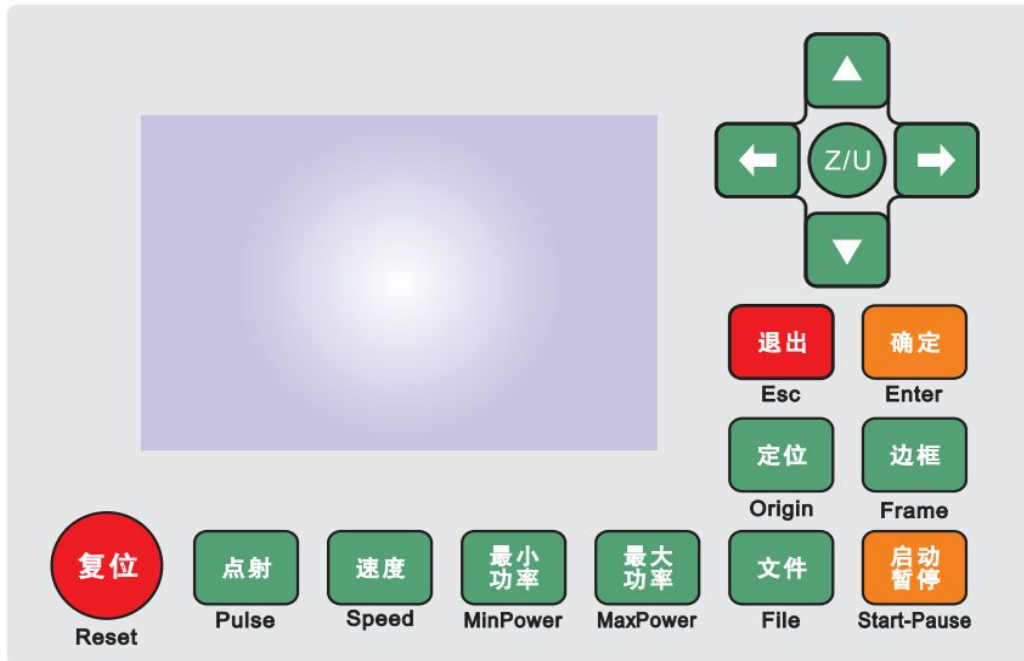 Z/U
退出
确定
Esc
Enter
定位
边框
Origin
Frame
复位
点射
速度
最小
功率
最大
功率
文件
启动
暂停
Reset
Pulse
Speed
MinPower
MaxPower
File
Start-Pause